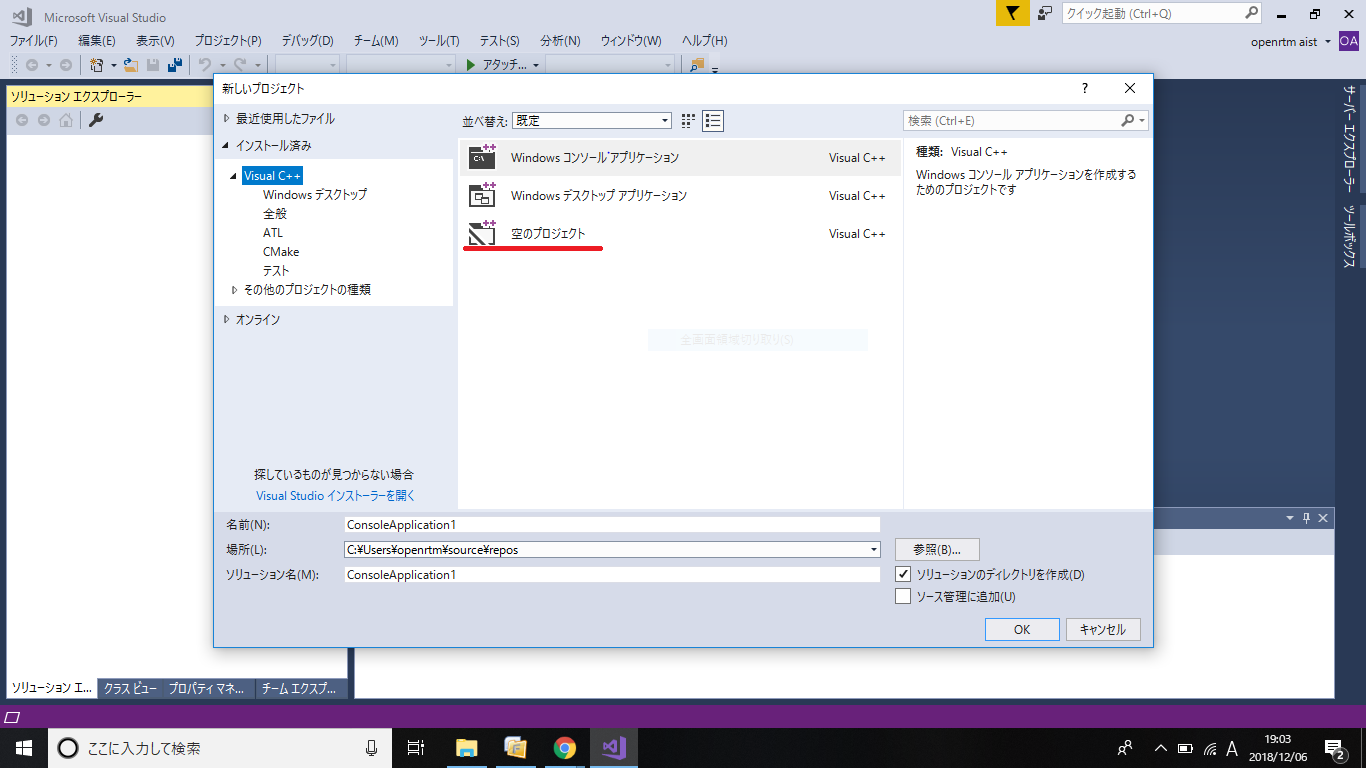 Microsoft Visual Studio
クイック起動 (Ctrl+Q)
ファイル(F) 編集(E) 表示(V) プロジェクト(P) デバッグ(D) チーム(M) ツール(T) テスト(S) 分析(N) ウィンドウ(W) ヘルプ(H)
openrtm aist OA
アタッチ...
ソリューション エクスプローラー
サーバー エクスプローラー
ツールボックス
新しいプロジェクト
?
最近使用したファイル
インストール済み
Visual C++
Windows デスクトップ
全般
ATL
CMake
テスト
その他のプロジェクトの種類
オンライン
探しているものが見つからない場合
Visual Studio インストーラーを開く
並べ替え: 既定
Windows コンソール アプリケーション Visual C++
Windows デスクトップ アプリケーション Visual C++
空のプロジェクト Visual C++
全画面領域切り取り(S)
検索 (Ctrl+E)
種類: Visual C++
Windows コンソール アプリケーションを作成する
ためのプロジェクトです
名前(N): ConsoleApplication1
場所(L): C:¥Users¥openrtm¥source¥repos
参照(B)...
ソリューション名(M): ConsoleApplication1
ソリューションのディレクトリを作成(D)
ソース管理に追加(U)
OK キャンセル
ソリューション エ... クラス ビュー プロパティ マネ... チーム エクスプ...
ここに入力して検索
A
19:03
2018/12/06
2